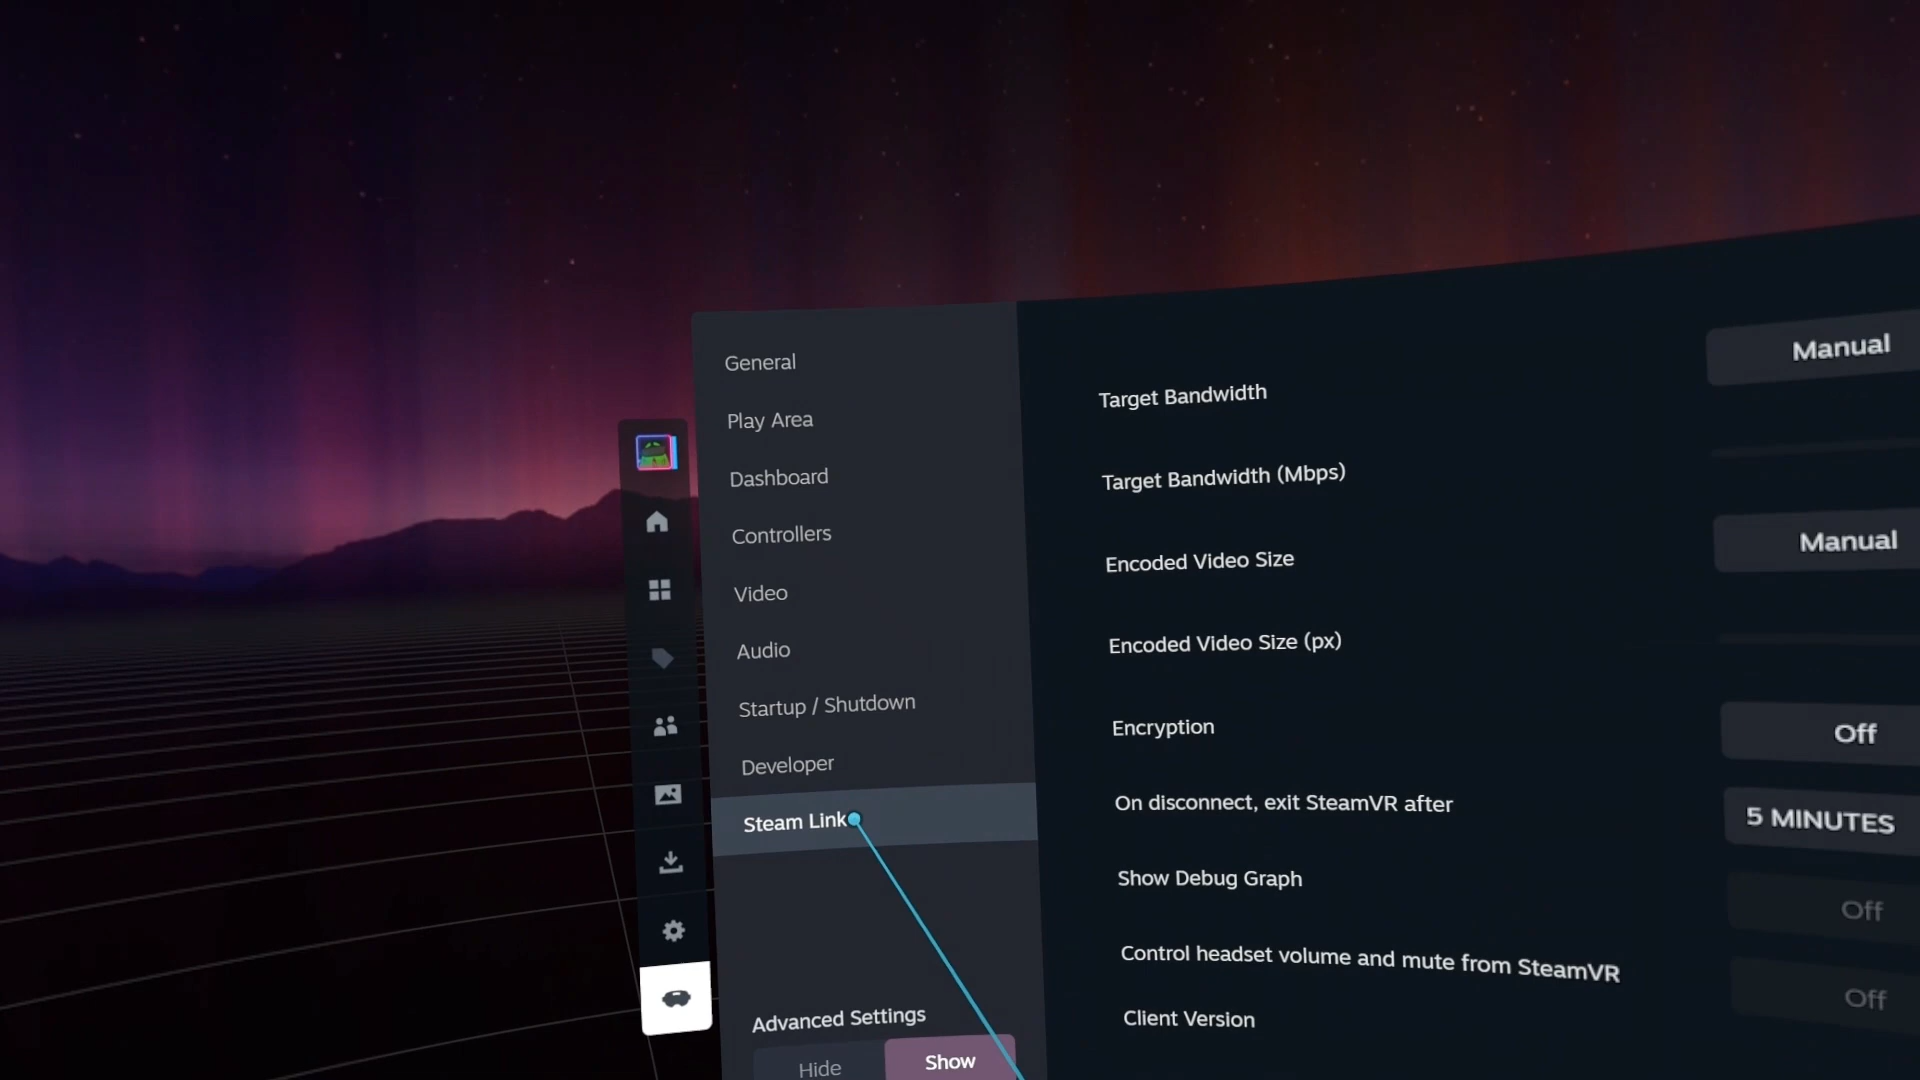 General
Play Area
Dashboard
Controllers
Video
Audio
Startup / Shutdown
Developer
Steam Link
Advanced Settings
Hide
Show
Target Bandwidth
Manual
Target Bandwidth (Mbps)
Encoded Video Size
Manual
Encoded Video Size (px)
Encryption
Off
On disconnect, exit SteamVR after
5 MINUTES
Show Debug Graph
Off
Control headset volume and mute from SteamVR
Off
Client Version